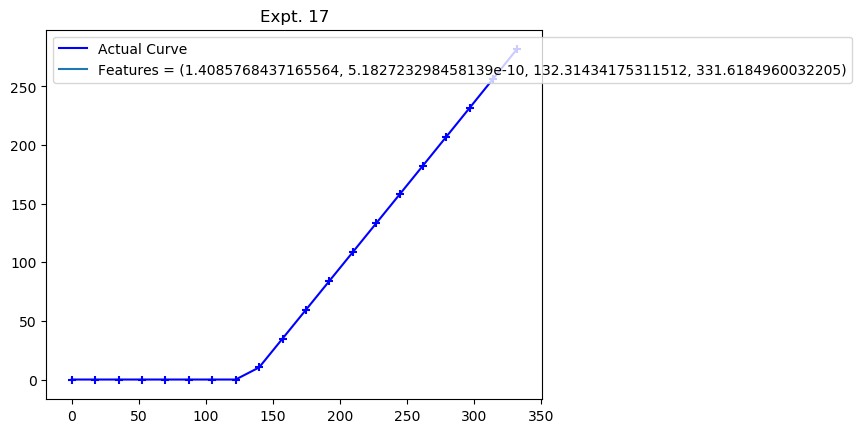 Expt. 17
Actual Curve
Features = (1.4085768437165564, 5.182723298458139e-10, 132.31434175311512, 331.6184960032205)
250
200
150
100
50
0
0 50 100 150 200 250 300 350